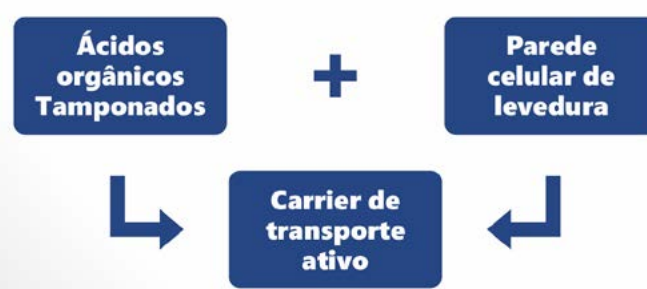 Ácidos
orgânicos
Tamponados
+
Parede
celular de
levedura
Carrier de
transporte
ativo